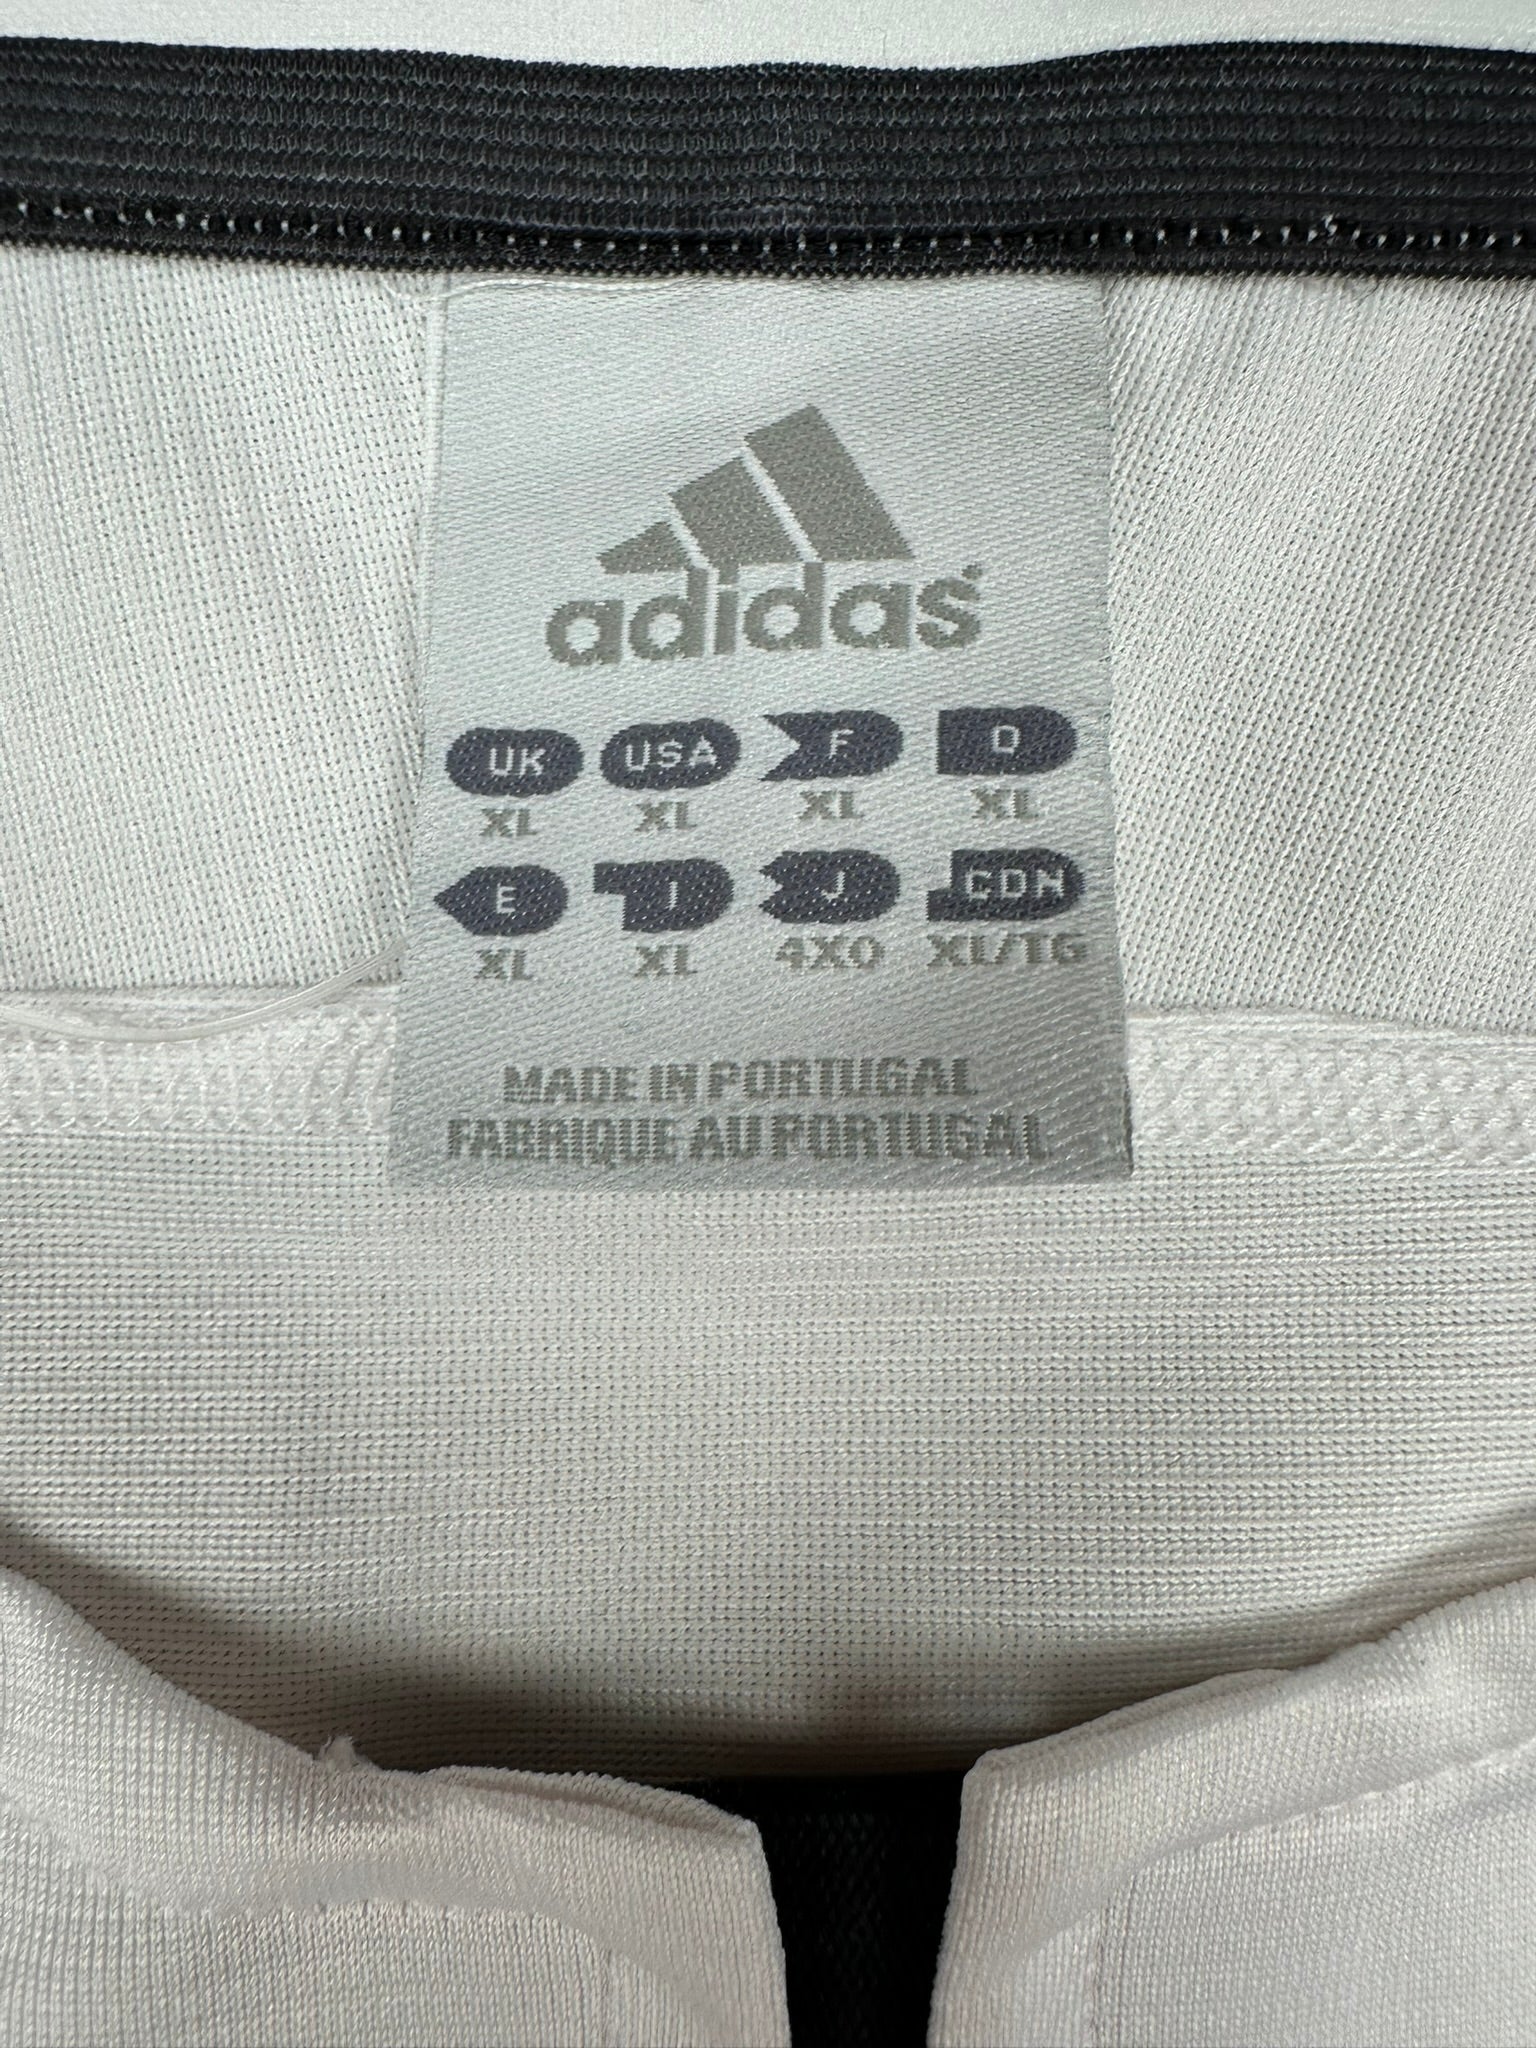 adidas
UK USA F D
XL XL XL XL
E I J CDN
XL XL 4XO XL/TG
MADE IN PORTUGAL
FABRIQUE AU PORTUGAL